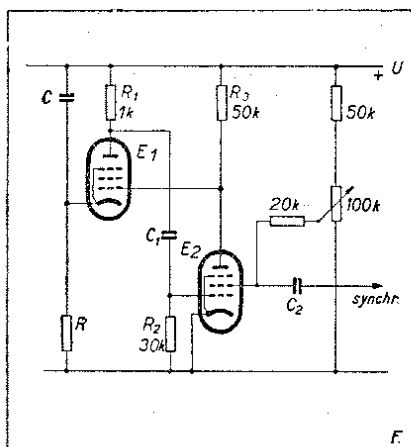 U
+
C
R1
1k
R3
50k
50k
E1
20k
100k
C1
E2
C2
synchr.
R
R2
30k
F.